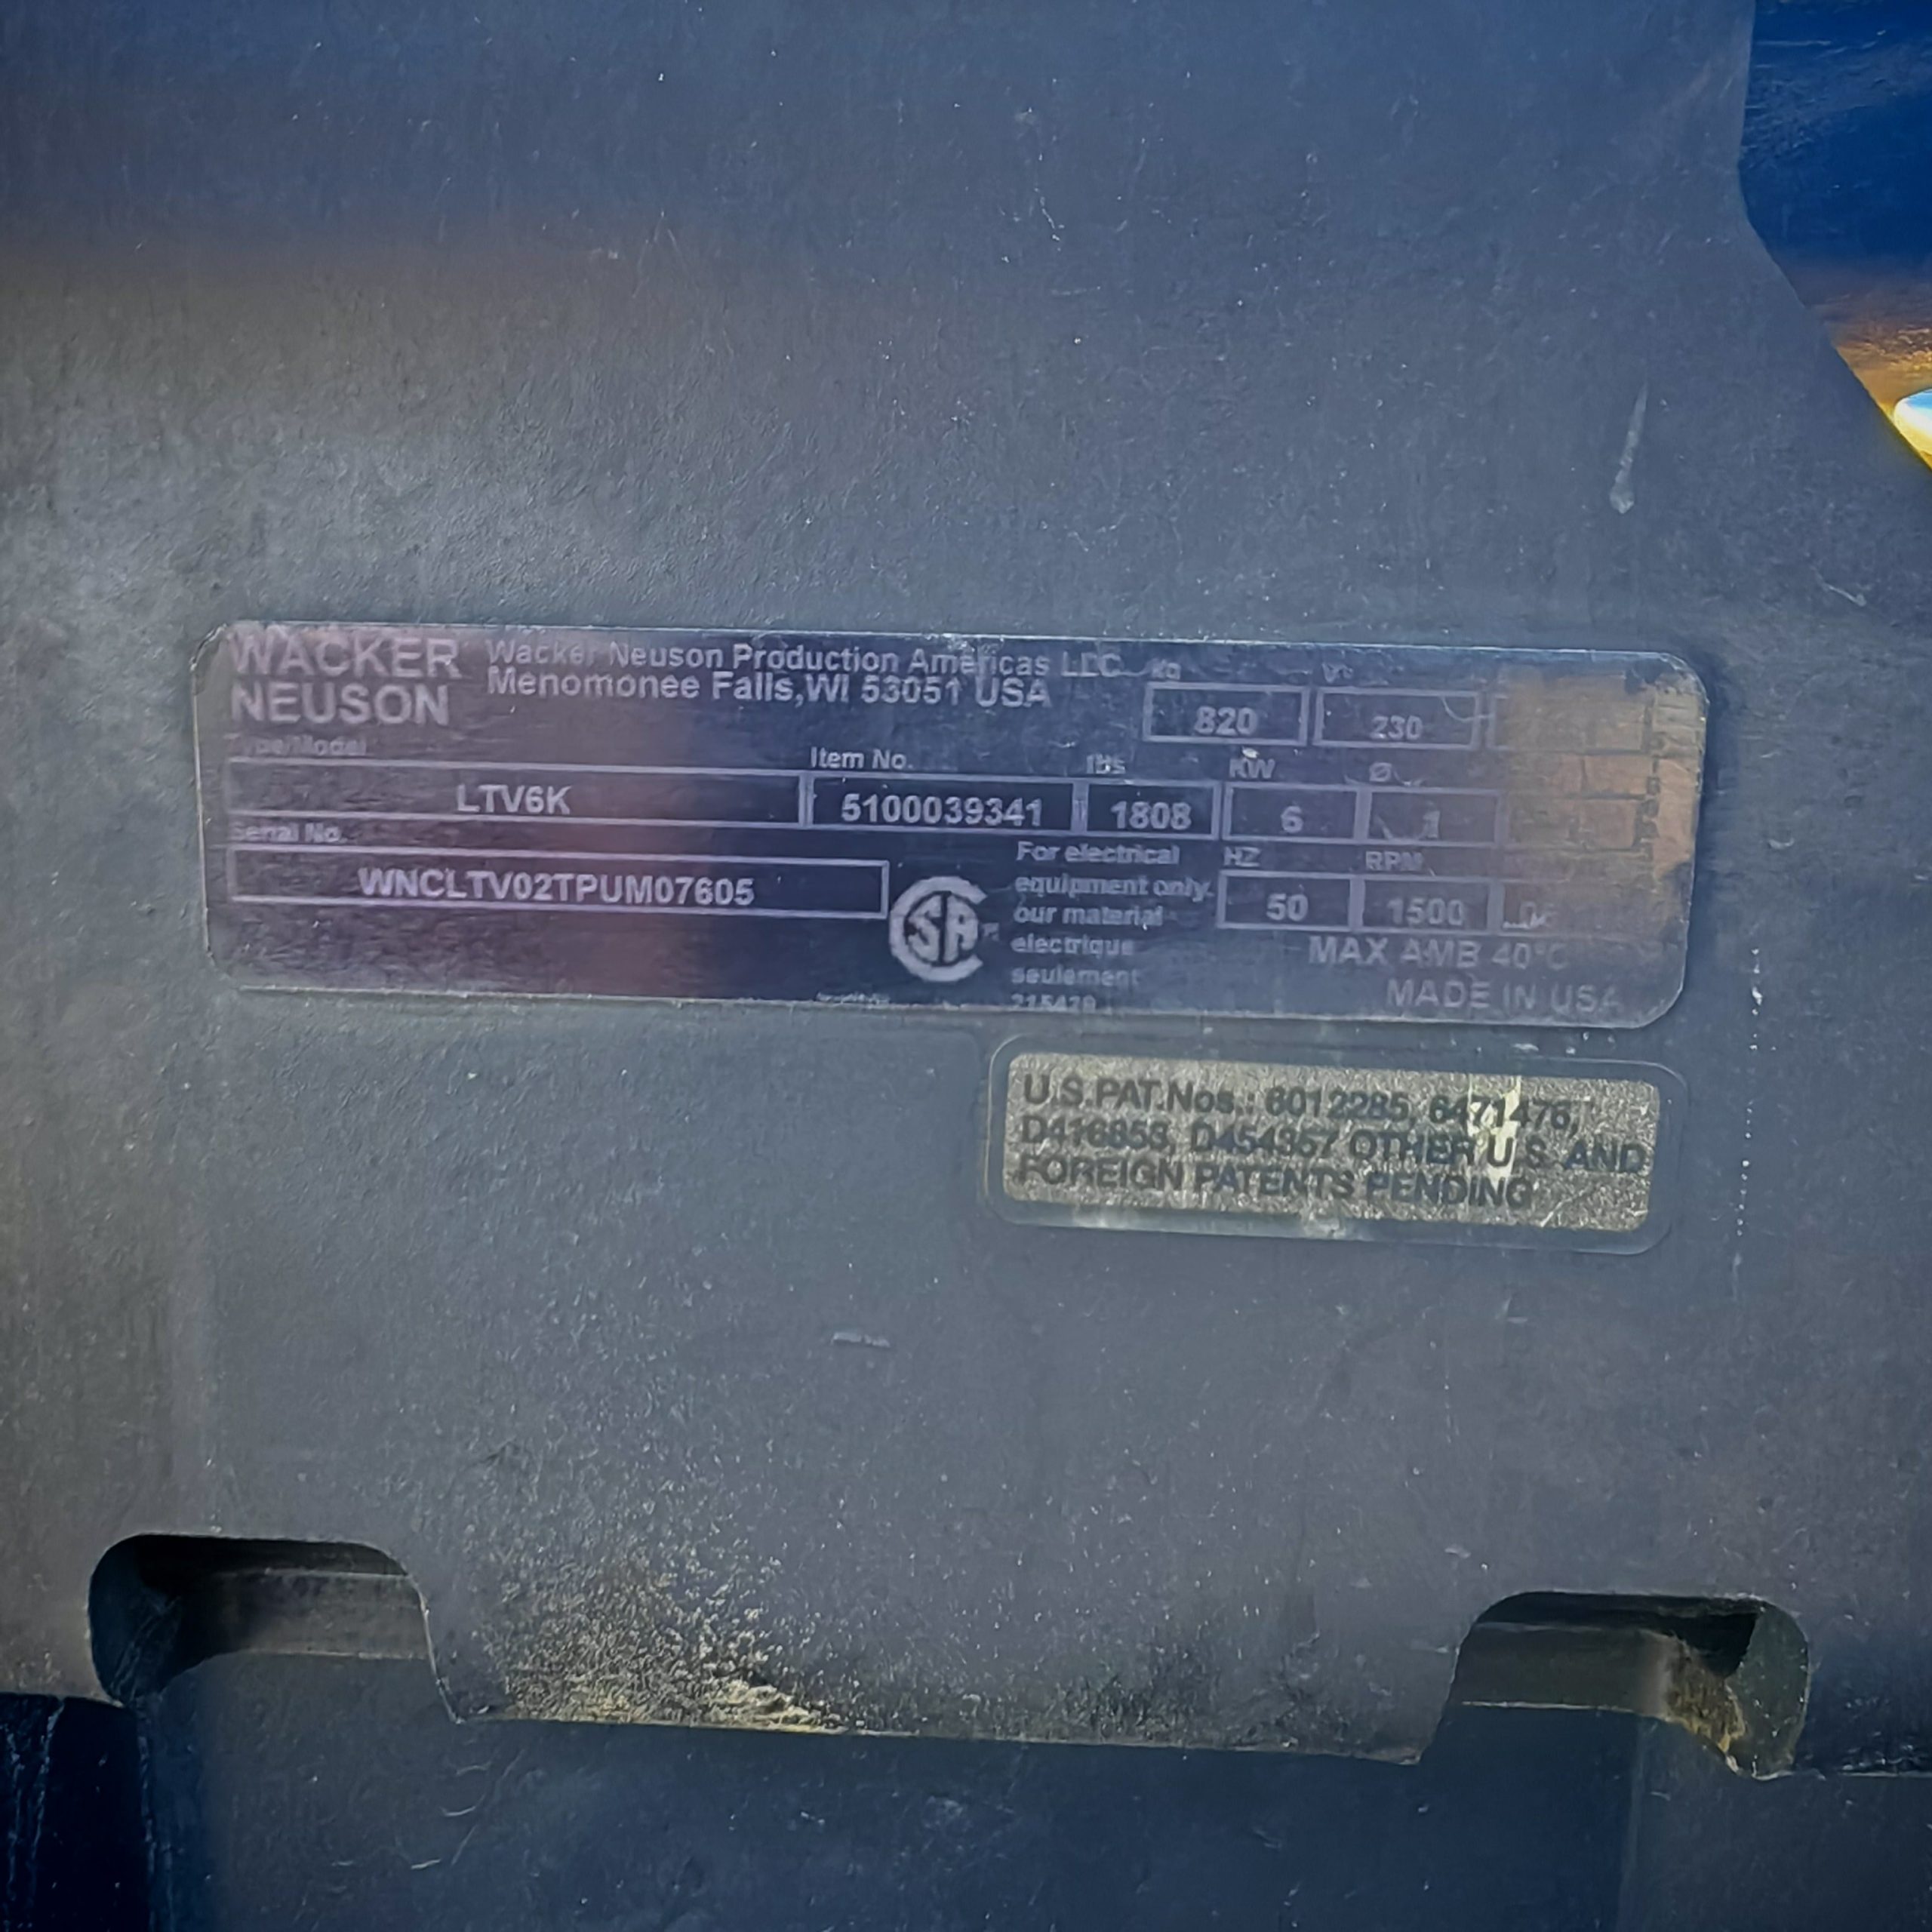 WACKER
NEUSON
Wacker Neuson Production Americas LLC
Menomonee Falls, WI 53051 USA
Kg
V
820
230
Type/Model
Item No.
lbs
KW
Ø
LTV6K
5100039341
1808
6
1
Serial No.
HZ
RPM
WNCLTV02TPUM07605
50
1500
SA
For electrical
equipment only.
our material
electrique
seulement
215429
MAX AMB 40°C
MADE IN USA
U.S.PAT.Nos.: 6012285, 6471476,
D416858, D454357 OTHER U.S. AND
FOREIGN PATENTS PENDING